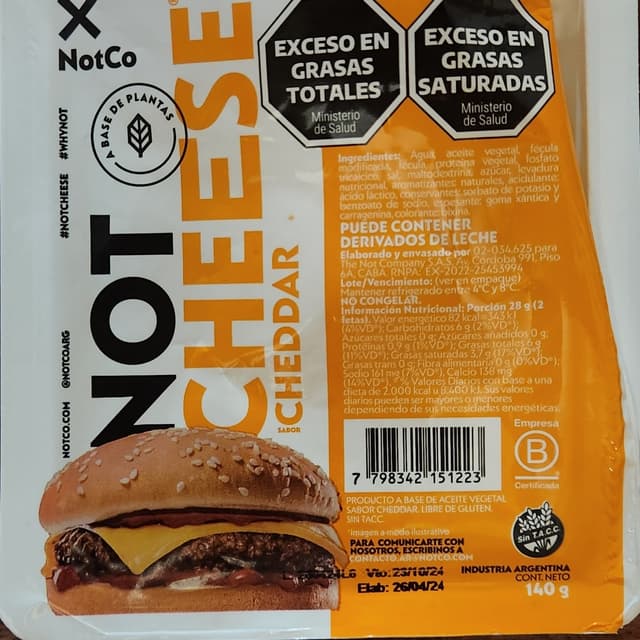 NotCo
A BASE DE PLANTAS
#NOTCHEESE #WHYNOT
NOTCO.COM @NOTCOARG
NOT
CHEESE
SABOR CHEDDAR
EXCESO EN
GRASAS
TOTALES
Ministerio
de Salud
EXCESO EN
GRASAS
SATURADAS
Ministerio
de Salud
Ingredientes: Agua, aceite vegetal, fécula
modificada, fécula, proteína vegetal, fosfato
tricálcico, sal, maltodextrina, azúcar, levadura
nutricional, aromatizantes: naturales, acidulante:
ácido láctico, conservantes: sorbato de potasio y
benzoato de sodio, espesante: goma xántica y
carragenina, colorante: bixina.
PUEDE CONTENER
DERIVADOS DE LECHE
Elaborado y envasado por 02-034.625 para
The Not Company S.A.S. Av. Córdoba 991, Piso
6A, CABA. RNPA: EX-2022-25453994
Lote/Vencimiento: (ver en empaque)
Mantener refrigerado entre 4°C y 8°C.
NO CONGELAR.
Información Nutricional: Porción 28 g (2
fetas). Valor energético 82 kcal=343kJ
(4%VD*); Carbohidratos 6 g (2%VD*);
Azúcares totales 0 g; Azúcares añadidos 0 g;
Proteínas 0,9 g (1%VD*); Grasas totales 6 g
(11%VD*); Grasas saturadas 3,7 g (17%VD*);
Grasas trans 0 g; Fibra alimentaria 0 g (0%VD*);
Sodio 161 mg (7%VD*), Calcio 138 mg
(14%VD*). *% Valores Diarios con base a una
dieta de 2.000 kcal u 8.400 kJ. Sus valores
diarios pueden ser mayores o menores
dependiendo de sus necesidades energéticas.
7 798342 151223
Empresa
B
Certificada
PRODUCTO A BASE DE ACEITE VEGETAL
SABOR CHEDDAR. LIBRE DE GLUTEN.
SIN TACC.
*Imagen a modo ilustrativo
PARA COMUNICARTE CON
NOSOTROS, ESCRIBINOS A
CONTACTO.AR@NOTCO.COM
Sin T.A.C.C.
Vto: 23/10/24
Elab: 26/04/24
INDUSTRIA ARGENTINA
CONT. NETO
140 g